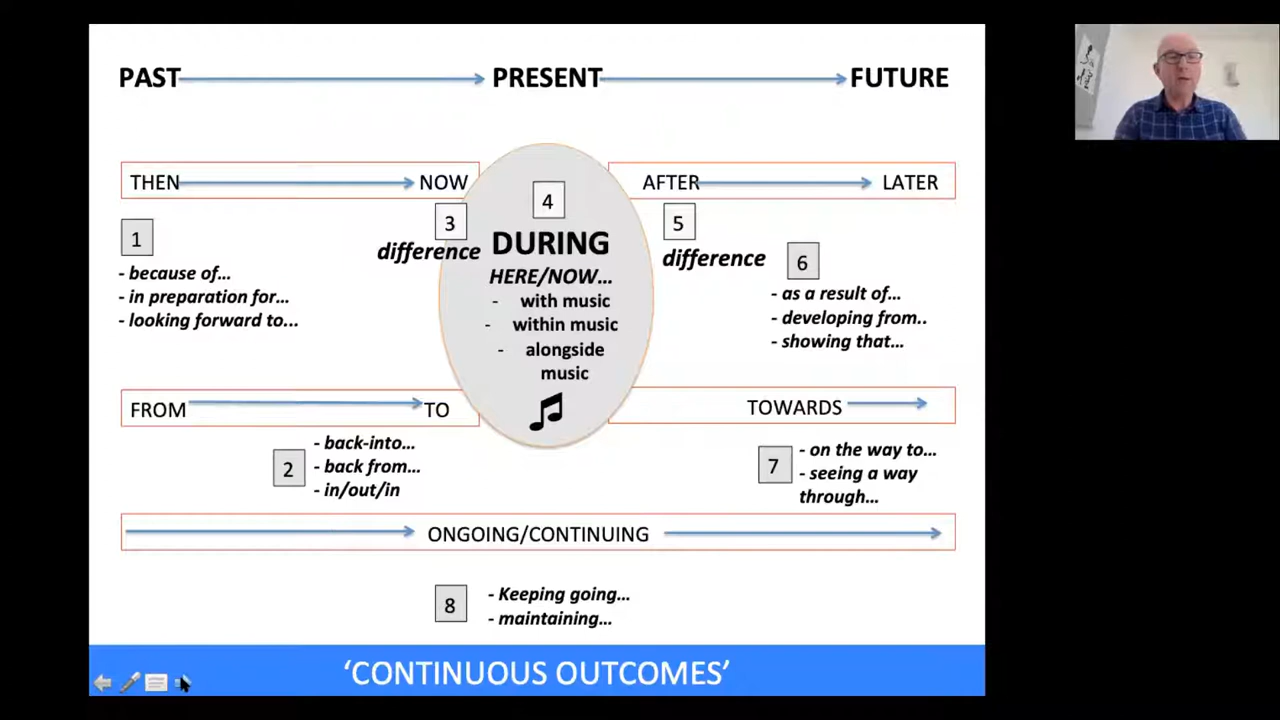 PAST PRESENT FUTURE
THEN NOW
AFTER LATER
1
- because of...
- in preparation for...
- looking forward to...
3
difference
4
DURING
HERE/NOW...
- with music
- within music
- alongside
music
5
difference
6
- as a result of...
- developing from..
- showing that...
FROM TO
TOWARDS
2
- back-into...
- back from...
- in/out/in
7
- on the way to...
- seeing a way
through...
ONGOING/CONTINUING
8
- Keeping going...
- maintaining...
‘CONTINUOUS OUTCOMES’